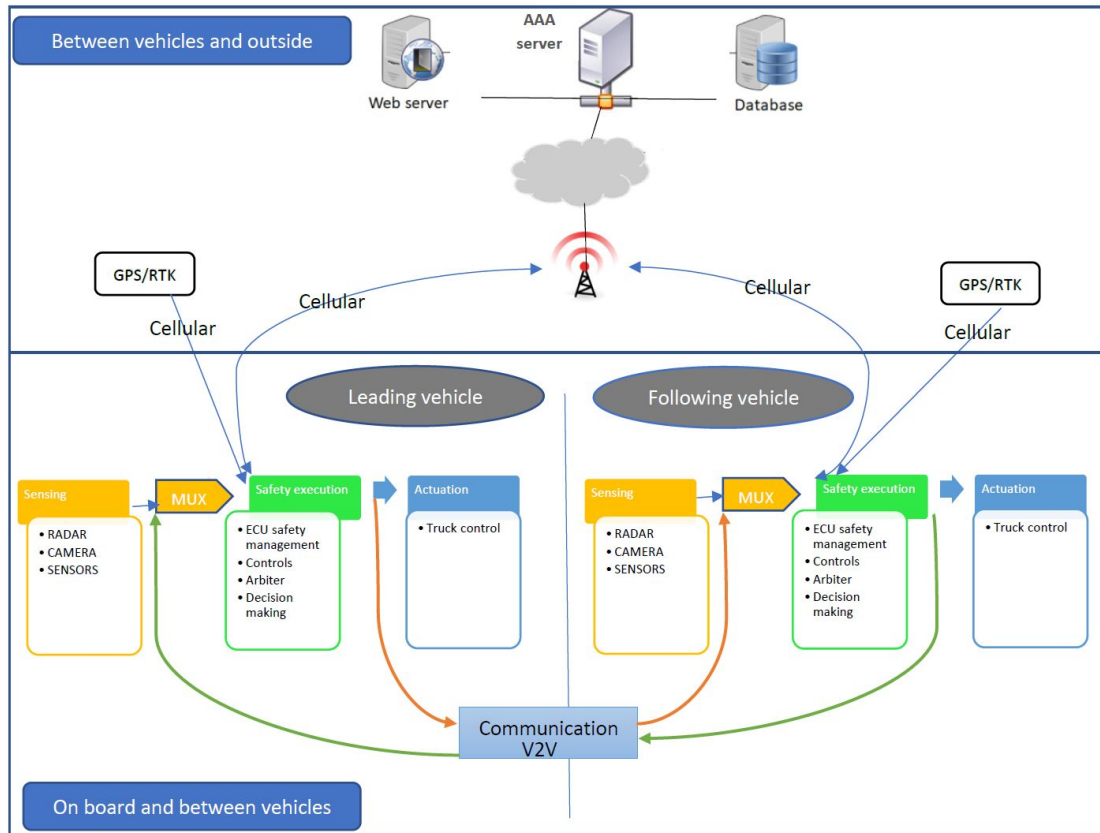 Between vehicles and outside
AAA
server
Web server
Database
GPS/RTK
GPS/RTK
Cellular
Cellular
Cellular
Cellular
Leading vehicle
Following vehicle
Sensing
MUX
Safety execution
Actuation
• RADAR
• CAMERA
• SENSORS
• ECU safety
management
• Controls
• Arbiter
• Decision
making
• Truck control
Sensing
MUX
Safety execution
Actuation
• RADAR
• CAMERA
• SENSORS
• ECU safety
management
• Controls
• Arbiter
• Decision
making
• Truck control
Communication
V2V
On board and between vehicles